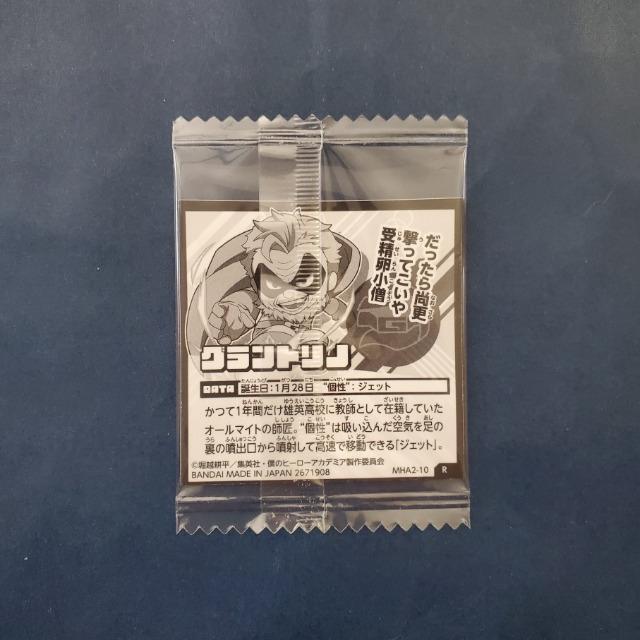 だったら尚更
撃ってこいや
受精卵小僧
グラントリノ
DATA 誕生日：1月28日 “個性”：ジェット
かつて1年間だけ雄英高校に教師として在籍していた
オールマイトの師匠。“個性”は吸い込んだ空気を足の
裏の噴出口から噴射して高速で移動できる「ジェット」。
©堀越耕平／集英社・僕のヒーローアカデミア製作委員会
BANDAI MADE IN JAPAN 2671908
MHA2-10 R